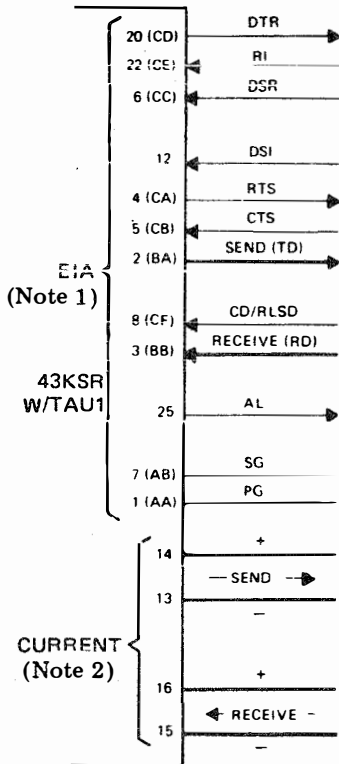 20 (CD) DTR
22 (CE) RI
6 (CC) DSR
12 DSI
4 (CA) RTS
5 (CB) CTS
2 (BA) SEND (TD)
EIA
(Note 1)
8 (CF) CD/RLSD
3 (BB) RECEIVE (RD)
43KSR
W/TAU1
25 AL
7 (AB) SG
1 (AA) PG
14 +
SEND
13 −
CURRENT
(Note 2)
16 +
RECEIVE
15 −